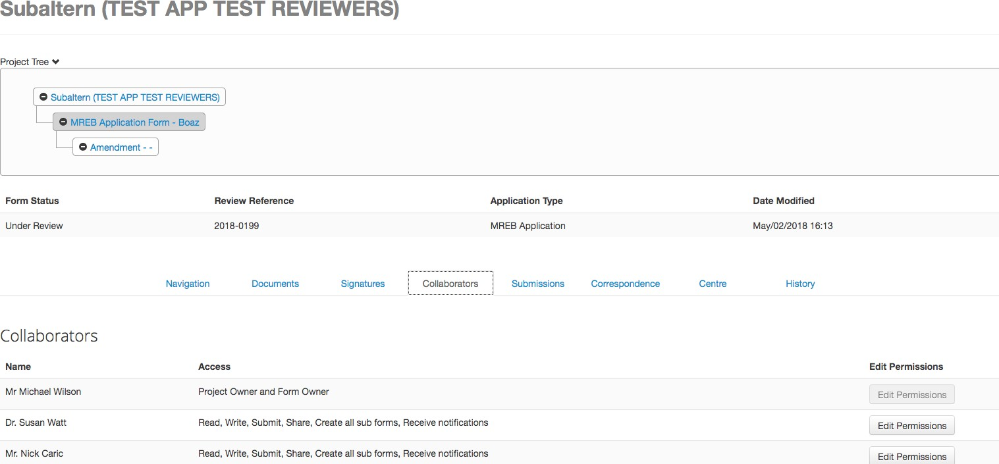 Subaltern (TEST APP TEST REVIEWERS)
Project Tree
Subaltern (TEST APP TEST REVIEWERS)
MREB Application Form - Boaz
Amendment - -
Form Status Review Reference Application Type Date Modified
Under Review 2018-0199 MREB Application May/02/2018 16:13
Navigation Documents Signatures Collaborators Submissions Correspondence Centre History
Collaborators
Name Access Edit Permissions
Mr Michael Wilson Project Owner and Form Owner Edit Permissions
Dr. Susan Watt Read, Write, Submit, Share, Create all sub forms, Receive notifications Edit Permissions
Mr. Nick Caric Read, Write, Submit, Share, Create all sub forms, Receive notifications Edit Permissions